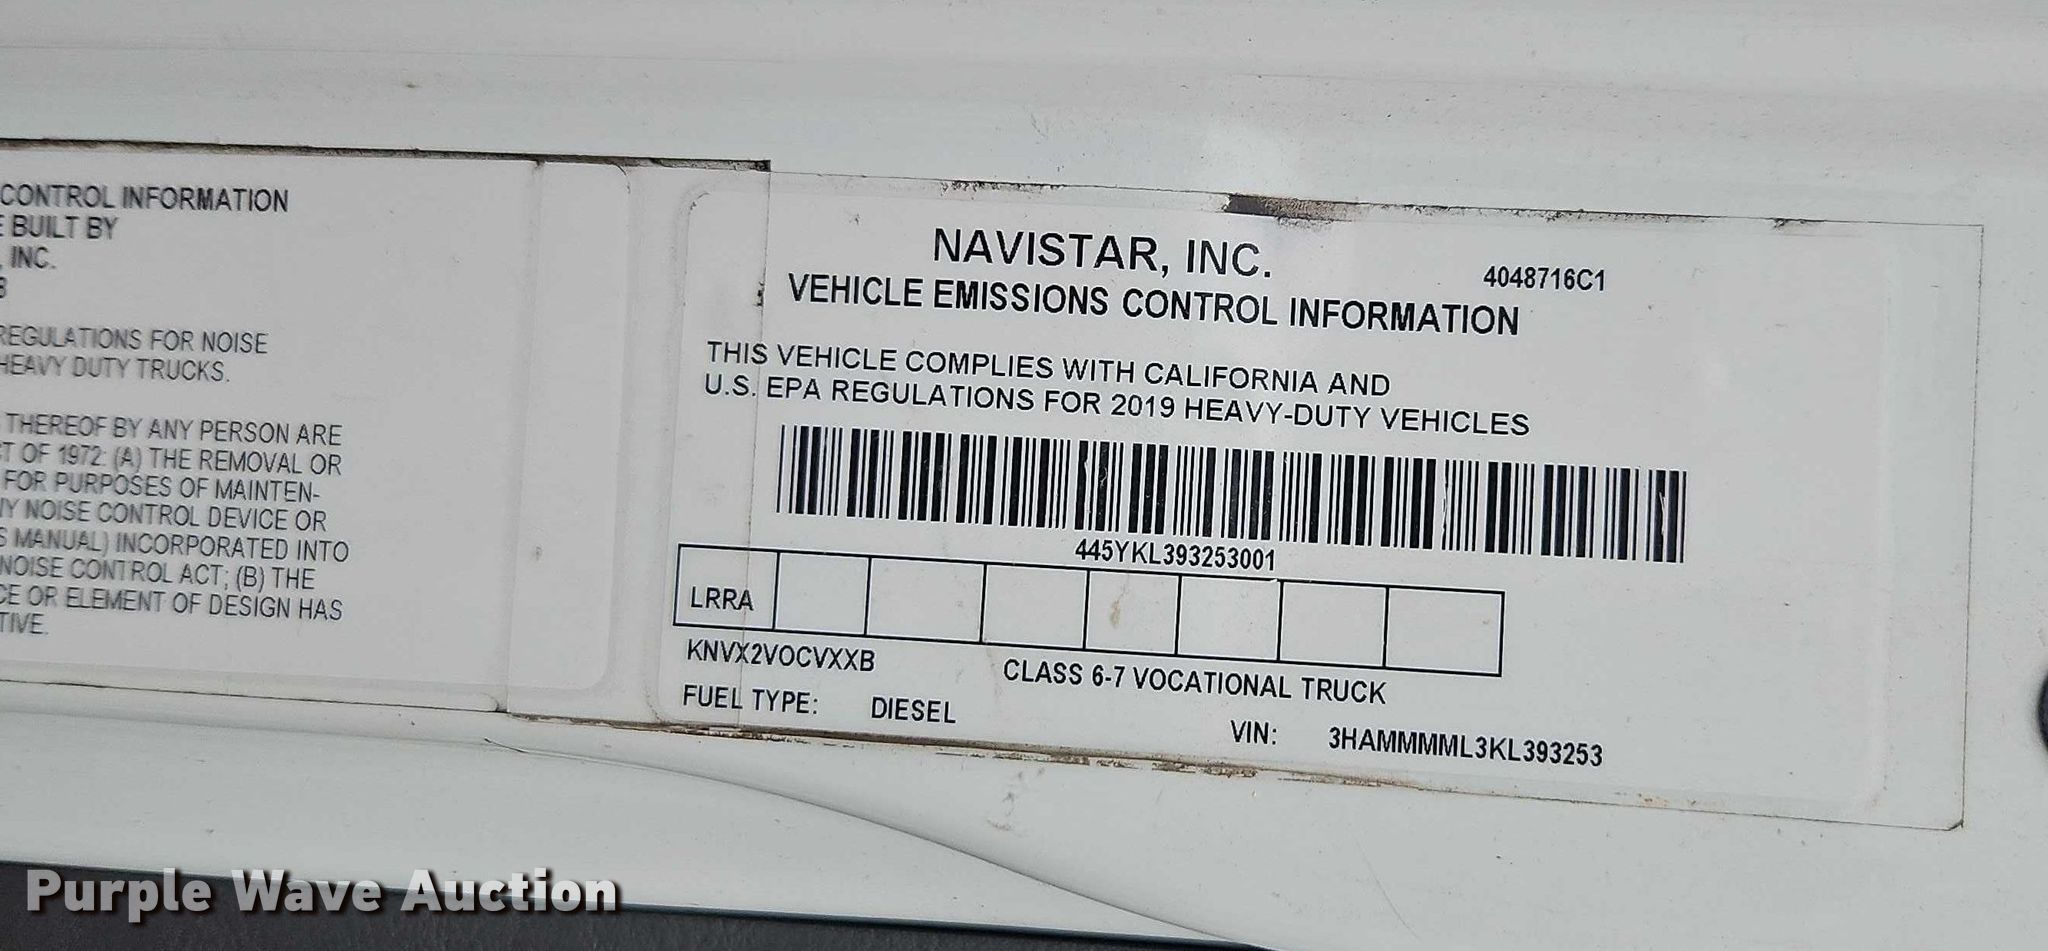 CONTROL INFORMATION
BUILT BY
INC.
REGULATIONS FOR NOISE
HEAVY DUTY TRUCKS.
THEREOF BY ANY PERSON ARE
OF 1972: (A) THE REMOVAL OR
FOR PURPOSES OF MAINTEN-
NOISE CONTROL DEVICE OR
MANUAL) INCORPORATED INTO
NOISE CONTROL ACT; (B) THE
OR ELEMENT OF DESIGN HAS
NAVISTAR, INC.
4048716C1
VEHICLE EMISSIONS CONTROL INFORMATION
THIS VEHICLE COMPLIES WITH CALIFORNIA AND
U.S. EPA REGULATIONS FOR 2019 HEAVY-DUTY VEHICLES
445YKL393253001
LRRA
KNVX2VOCVXXB
CLASS 6-7 VOCATIONAL TRUCK
FUEL TYPE: DIESEL
VIN: 3HAMMMML3KL393253
Purple Wave Auction